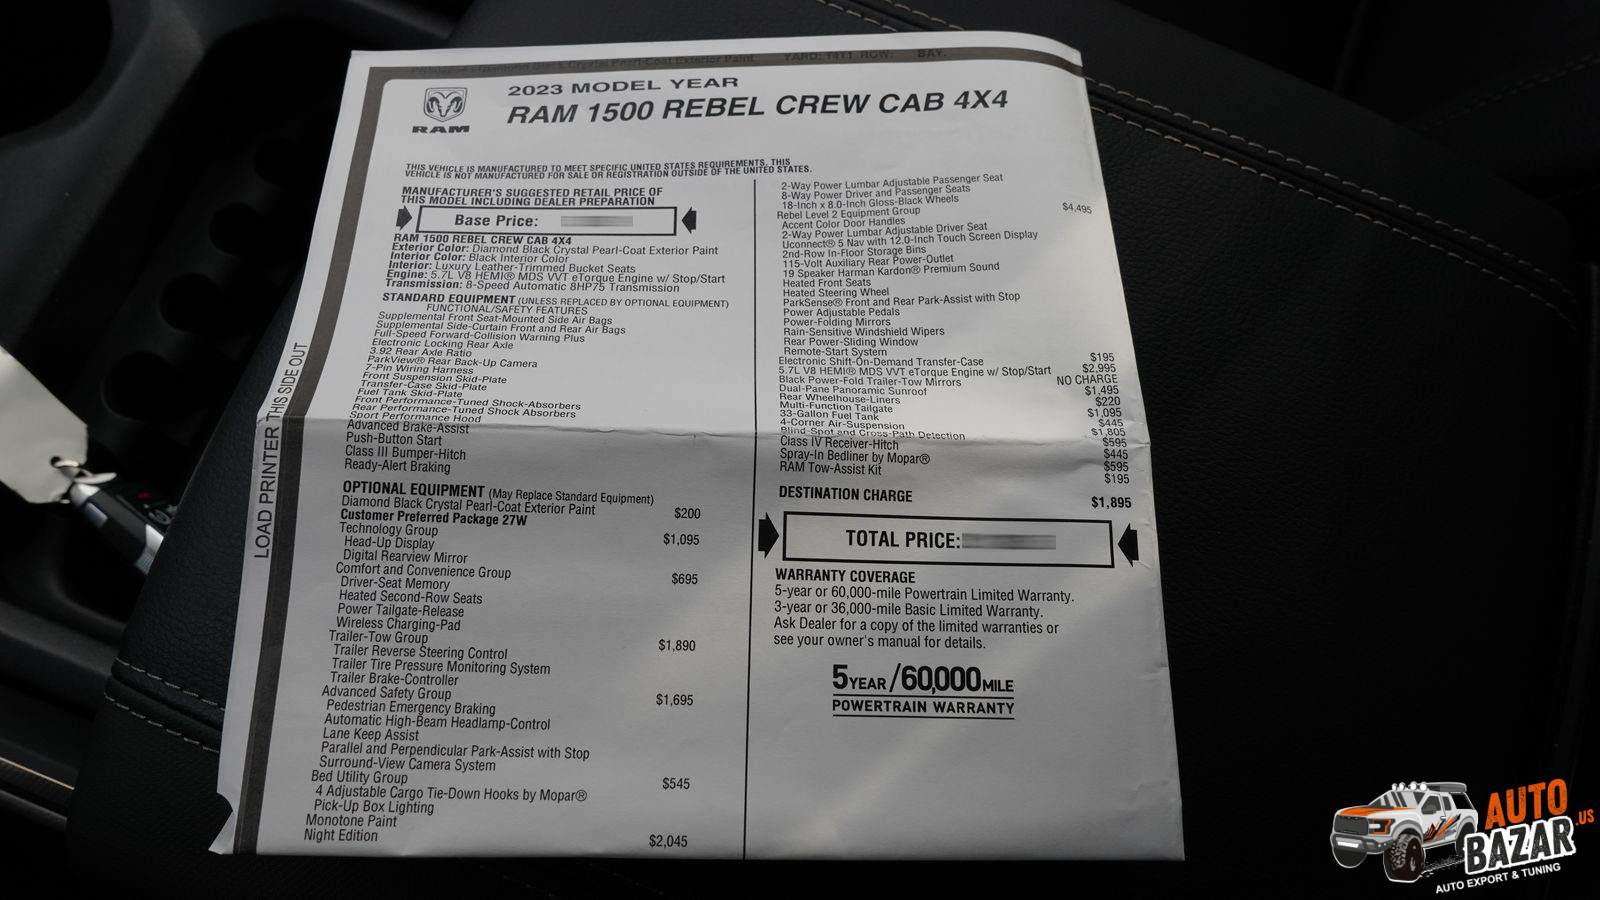 YARD: 1411 ROW: BAY:
2023 MODEL YEAR
RAM 1500 REBEL CREW CAB 4X4
RAM
THIS VEHICLE IS MANUFACTURED TO MEET SPECIFIC UNITED STATES REQUIREMENTS. THIS
VEHICLE IS NOT MANUFACTURED FOR SALE OR REGISTRATION OUTSIDE OF THE UNITED STATES.
MANUFACTURER'S SUGGESTED RETAIL PRICE OF
THIS MODEL INCLUDING DEALER PREPARATION
Base Price:
RAM 1500 REBEL CREW CAB 4X4
Exterior Color: Diamond Black Crystal Pearl-Coat Exterior Paint
Interior Color: Black Interior Color
Interior: Luxury Leather-Trimmed Bucket Seats
Engine: 5.7L V8 HEMI® MDS VVT eTorque Engine w/ Stop/Start
Transmission: 8-Speed Automatic 8HP75 Transmission
STANDARD EQUIPMENT (UNLESS REPLACED BY OPTIONAL EQUIPMENT)
FUNCTIONAL/SAFETY FEATURES
Supplemental Front Seat-Mounted Side Air Bags
Supplemental Side-Curtain Front and Rear Air Bags
Full-Speed Forward-Collision Warning Plus
Electronic Locking Rear Axle
3.92 Rear Axle Ratio
ParkView® Rear Back-Up Camera
7-Pin Wiring Harness
Front Suspension Skid-Plate
Transfer-Case Skid-Plate
Fuel Tank Skid-Plate
Front Performance-Tuned Shock-Absorbers
Rear Performance-Tuned Shock Absorbers
Sport Performance Hood
Advanced Brake-Assist
Push-Button Start
Class III Bumper-Hitch
Ready-Alert Braking
OPTIONAL EQUIPMENT (May Replace Standard Equipment)
Diamond Black Crystal Pearl-Coat Exterior Paint $200
Customer Preferred Package 27W
Technology Group $1,095
Head-Up Display
Digital Rearview Mirror
Comfort and Convenience Group $695
Driver-Seat Memory
Heated Second-Row Seats
Power Tailgate-Release
Wireless Charging-Pad
Trailer-Tow Group $1,890
Trailer Reverse Steering Control
Trailer Tire Pressure Monitoring System
Trailer Brake-Controller
Advanced Safety Group $1,695
Pedestrian Emergency Braking
Automatic High-Beam Headlamp-Control
Lane Keep Assist
Parallel and Perpendicular Park-Assist with Stop
Surround-View Camera System
Bed Utility Group $545
4 Adjustable Cargo Tie-Down Hooks by Mopar®
Pick-Up Box Lighting
Monotone Paint
Night Edition $2,045
2-Way Power Lumbar Adjustable Passenger Seat
8-Way Power Driver and Passenger Seats
18-Inch x 8.0-Inch Gloss-Black Wheels
Rebel Level 2 Equipment Group $4,495
Accent Color Door Handles
2-Way Power Lumbar Adjustable Driver Seat
Uconnect® 5 Nav with 12.0-Inch Touch Screen Display
2nd-Row In-Floor Storage Bins
115-Volt Auxiliary Rear Power-Outlet
19 Speaker Harman Kardon® Premium Sound
Heated Front Seats
Heated Steering Wheel
ParkSense® Front and Rear Park-Assist with Stop
Power Adjustable Pedals
Power-Folding Mirrors
Rain-Sensitive Windshield Wipers
Rear Power-Sliding Window
Remote-Start System
Electronic Shift-On-Demand Transfer-Case $195
5.7L V8 HEMI® MDS VVT eTorque Engine w/ Stop/Start $2,995
Black Power-Fold Trailer-Tow Mirrors NO CHARGE
Dual-Pane Panoramic Sunroof $1,495
Rear Wheelhouse-Liners $220
Multi-Function Tailgate $1,095
33-Gallon Fuel Tank $445
4-Corner Air-Suspension $1,805
Blind-Spot and Cross-Path Detection $595
Class IV Receiver-Hitch $445
Spray-In Bedliner by Mopar® $595
RAM Tow-Assist Kit $195
DESTINATION CHARGE $1,895
TOTAL PRICE:
WARRANTY COVERAGE
5-year or 60,000-mile Powertrain Limited Warranty.
3-year or 36,000-mile Basic Limited Warranty.
Ask Dealer for a copy of the limited warranties or
see your owner's manual for details.
5 YEAR/60,000 MILE
POWERTRAIN WARRANTY
LOAD PRINTER THIS SIDE OUT
AUTO
BAZAR.US
AUTO EXPORT & TUNING